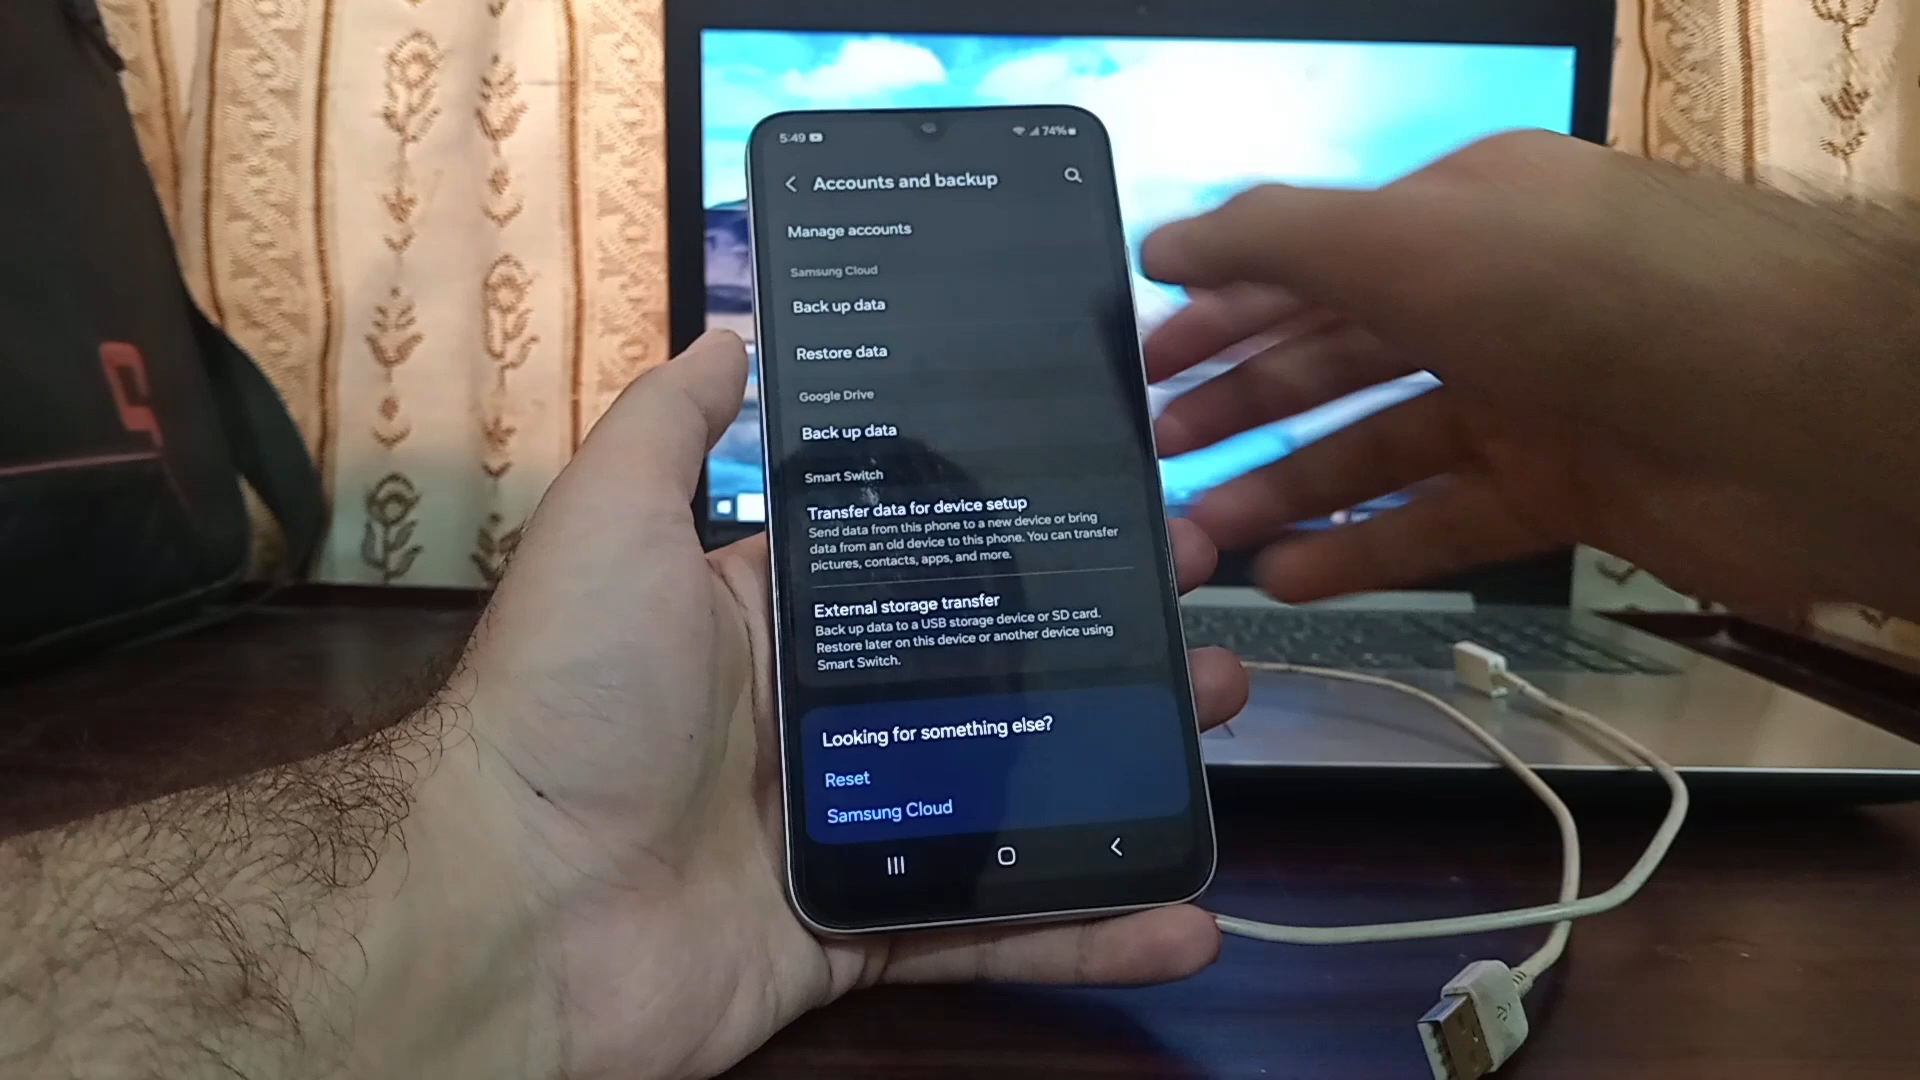 5:49
74%
Accounts and backup
Manage accounts
Samsung Cloud
Back up data
Restore data
Google Drive
Back up data
Smart Switch
Transfer data for device setup
Send data from this phone to a new device or bring
data from an old device to this phone. You can transfer
pictures, contacts, apps, and more.
External storage transfer
Back up data to a USB storage device or SD card.
Restore later on this device or another device using
Smart Switch.
Looking for something else?
Reset
Samsung Cloud